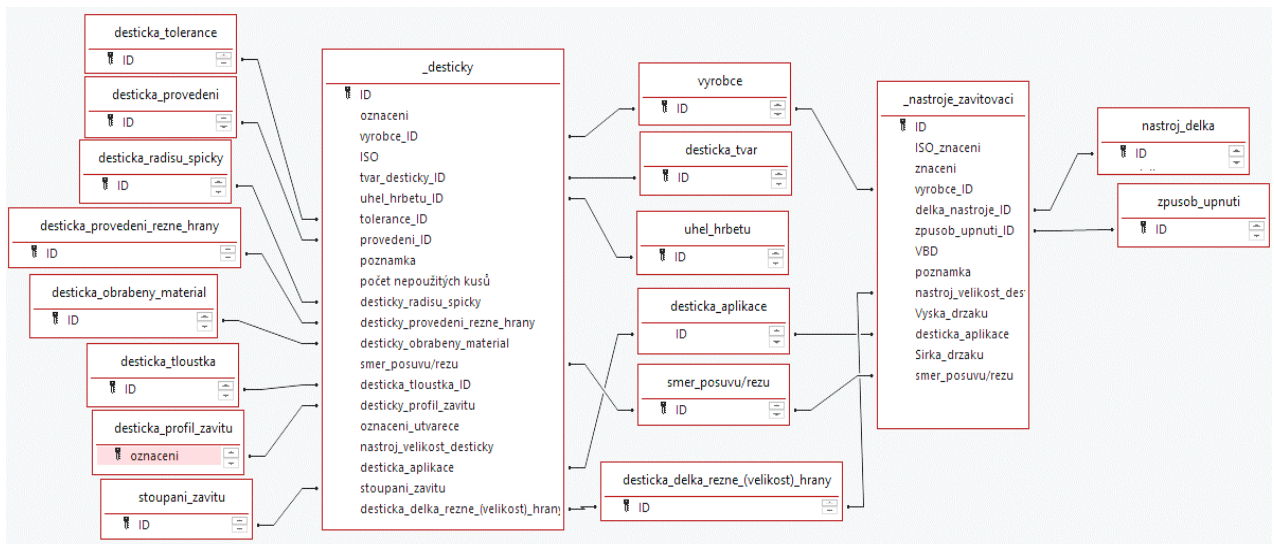 desticka_tolerance
ID
desticka_provedeni
ID
desticka_radisu_spicky
ID
desticka_provedeni_rezne_hrany
ID
desticka_obrabeny_material
ID
desticka_tloustka
ID
desticka_profil_zavitu
oznaceni
stoupani_zavitu
ID
_desticky
ID
oznaceni
vyrobce_ID
ISO
tvar_desticky_ID
uhel_hrbetu_ID
tolerance_ID
provedeni_ID
poznamka
počet nepoužitých kusů
desticky_radisu_spicky
desticky_provedeni_rezne_hrany
desticky_obrabeny_material
smer_posuvu/rezu
desticka_tloustka_ID
desticky_profil_zavitu
oznaceni_utvarece
nastroj_velikost_desticky
desticka_aplikace
stoupani_zavitu
desticka_delka_rezne_(velikost)_hrany
vyrobce
ID
desticka_tvar
ID
uhel_hrbetu
ID
desticka_aplikace
ID
smer_posuvu/rezu
ID
desticka_delka_rezne_(velikost)_hrany
ID
_nastroje_zavitovaci
ID
ISO_znaceni
znaceni
vyrobce_ID
delka_nastroje_ID
zpusob_upnuti_ID
VBD
poznamka
nastroj_velikost_des
Vyska_drzaku
desticka_aplikace
Sirka_drzaku
smer_posuvu/rezu
nastroj_delka
ID
zpusob_upnuti
ID